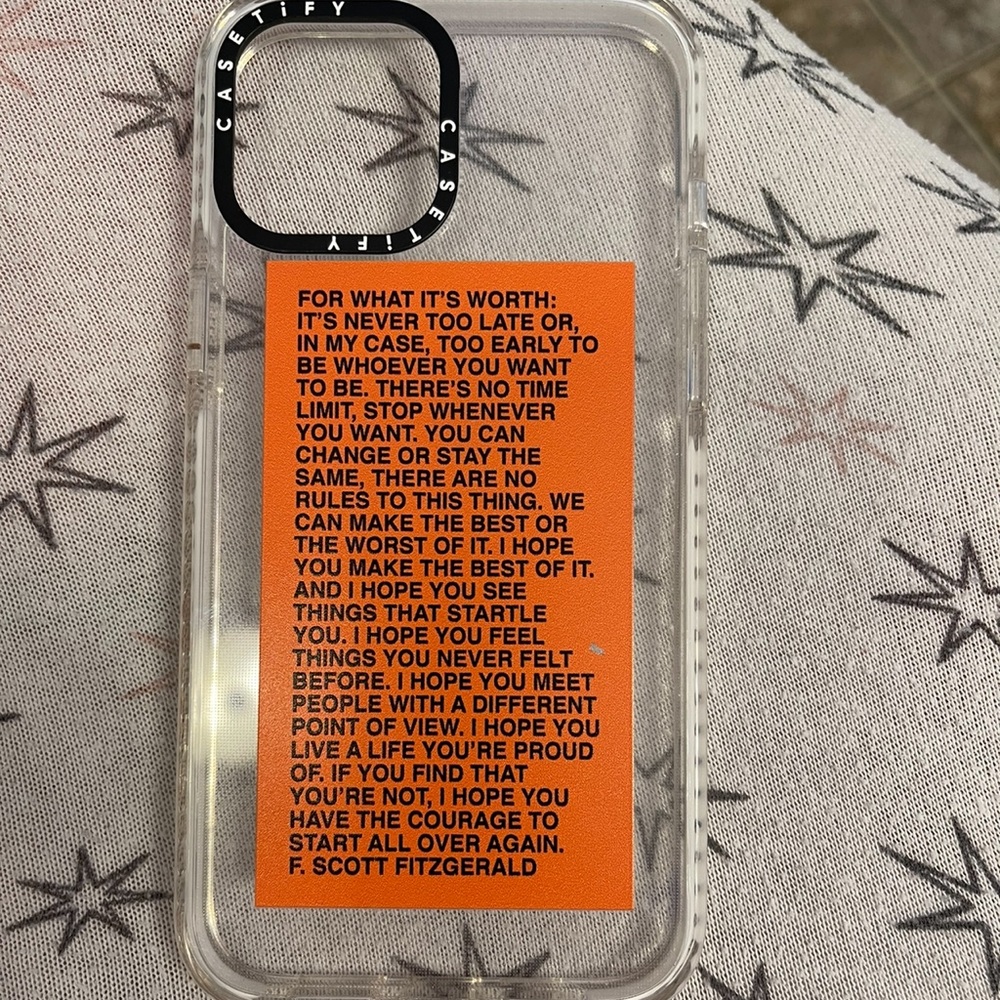 CASETiFY
CASETiFY
FOR WHAT IT'S WORTH:
IT'S NEVER TOO LATE OR,
IN MY CASE, TOO EARLY TO
BE WHOEVER YOU WANT
TO BE. THERE'S NO TIME
LIMIT, STOP WHENEVER
YOU WANT. YOU CAN
CHANGE OR STAY THE
SAME, THERE ARE NO
RULES TO THIS THING. WE
CAN MAKE THE BEST OR
THE WORST OF IT. I HOPE
YOU MAKE THE BEST OF IT.
AND I HOPE YOU SEE
THINGS THAT STARTLE
YOU. I HOPE YOU FEEL
THINGS YOU NEVER FELT
BEFORE. I HOPE YOU MEET
PEOPLE WITH A DIFFERENT
POINT OF VIEW. I HOPE YOU
LIVE A LIFE YOU'RE PROUD
OF. IF YOU FIND THAT
YOU'RE NOT, I HOPE YOU
HAVE THE COURAGE TO
START ALL OVER AGAIN.
F. SCOTT FITZGERALD